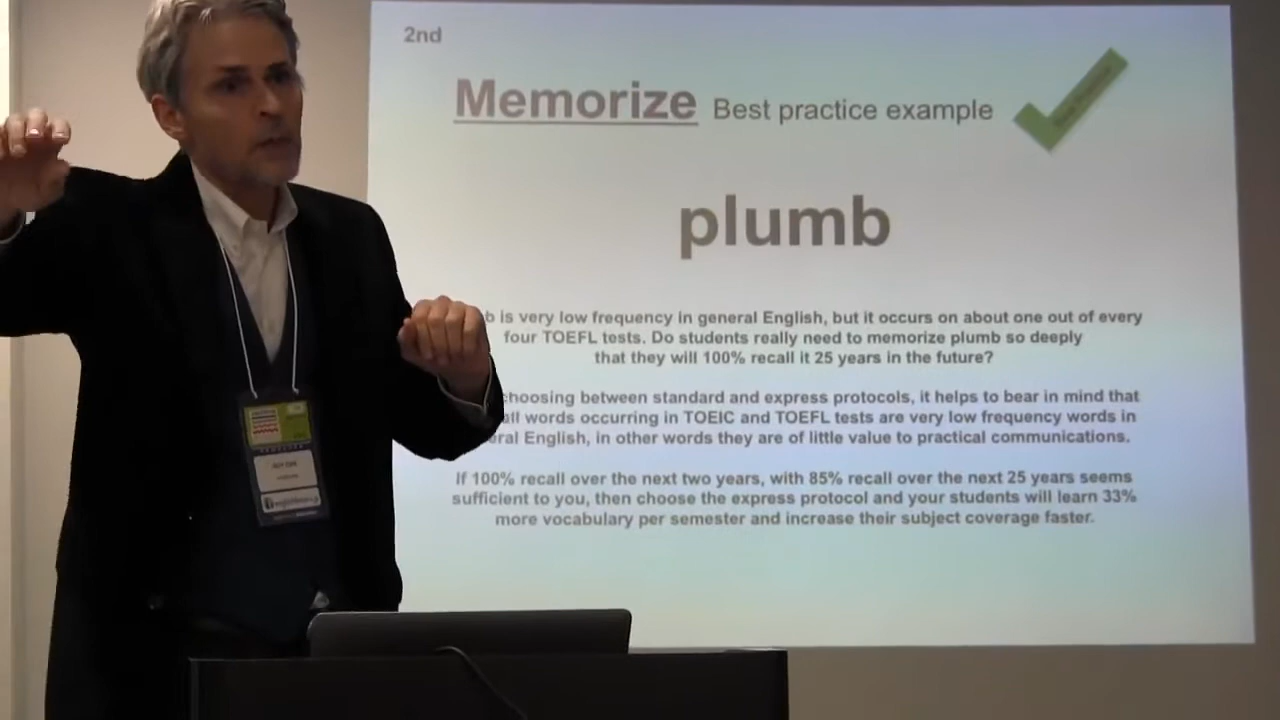 2nd
Memorize Best practice example
plumb
b is very low frequency in general English, but it occurs on about one out of every
four TOEFL tests. Do students really need to memorize plumb so deeply
that they will 100% recall it 25 years in the future?
choosing between standard and express protocols, it helps to bear in mind that
all words occurring in TOEIC and TOEFL tests are very low frequency words in
eral English, in other words they are of little value to practical communications.
If 100% recall over the next two years, with 85% recall over the next 25 years seems
sufficient to you, then choose the express protocol and your students will learn 33%
more vocabulary per semester and increase their subject coverage faster.